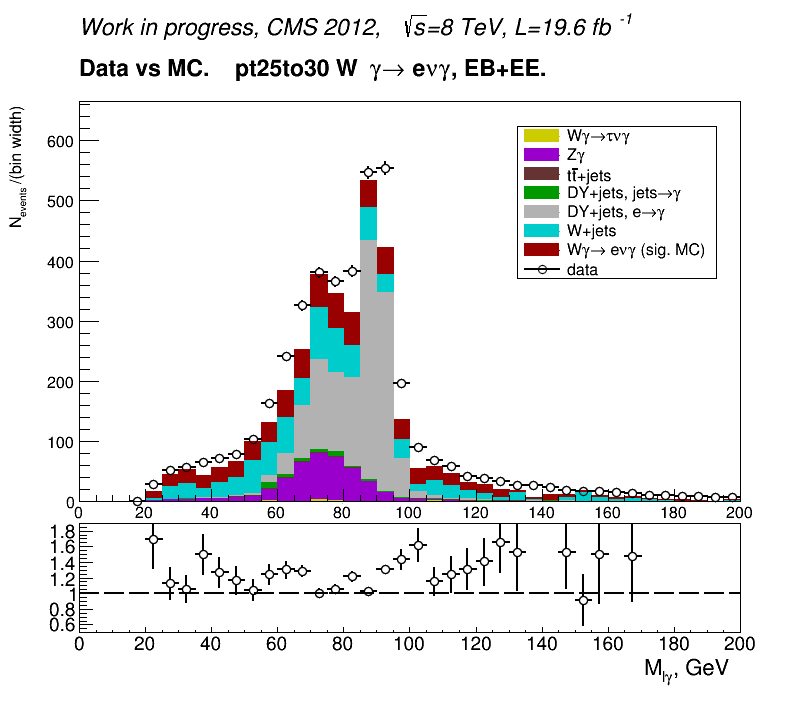 Work in progress, CMS 2012, √s=8 TeV, L=19.6 fb -1
Data vs MC. pt25to30 W γ→ eνγ, EB+EE.
N events /(bin width)
600
500
400
300
200
100
0
Wγ→τνγ
Zγ
tt̄+jets
DY+jets, jets→γ
DY+jets, e→γ
W+jets
Wγ→ eνγ (sig. MC)
data
0 20 40 60 80 100 120 140 160 180 200
1.8
1.6
1.4
1.2
1
0.8
0.6
0 20 40 60 80 100 120 140 160 180 200
M lγ, GeV